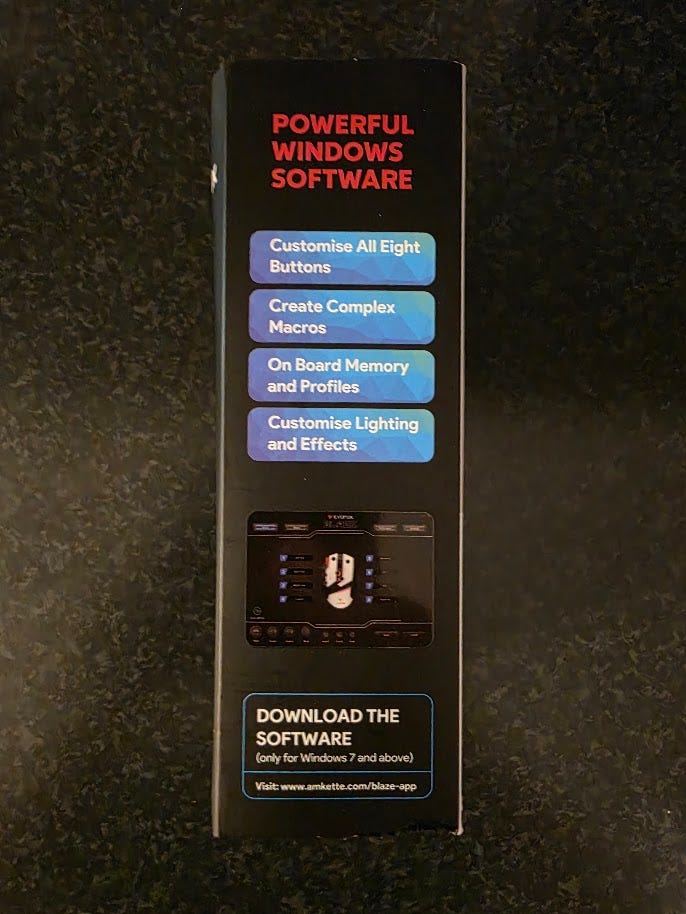 POWERFUL
WINDOWS
SOFTWARE
Customise All Eight
Buttons
Create Complex
Macros
On Board Memory
and Profiles
Customise Lighting
and Effects
DOWNLOAD THE
SOFTWARE
(only for Windows 7 and above)
Visit: www.amkette.com/blaze-app